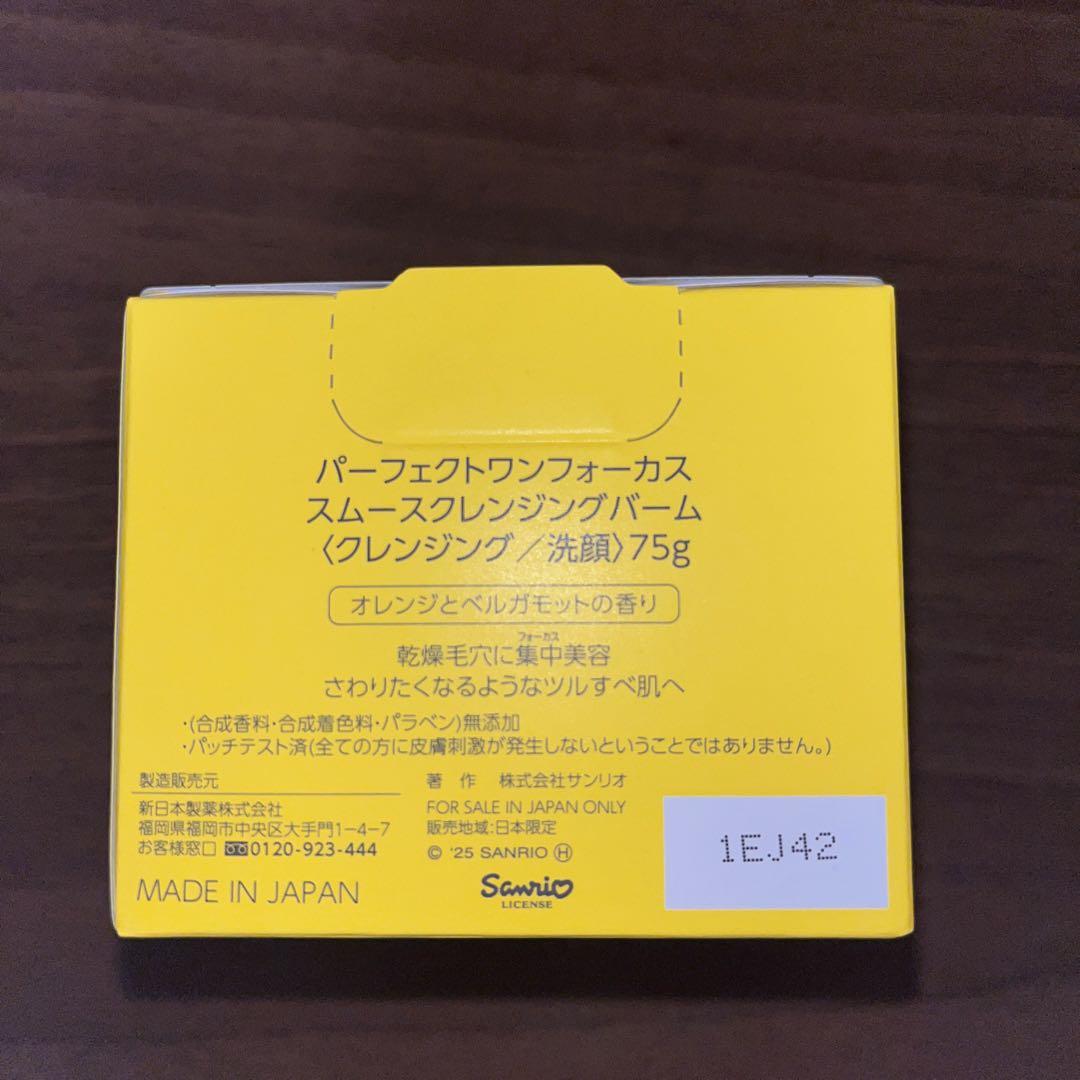 パーフェクトワンフォーカス
スムースクレンジングバーム
〈クレンジング／洗顔〉75g
オレンジとベルガモットの香り
フォーカス
乾燥毛穴に集中美容
さわりたくなるようなツルすべ肌へ
・(合成香料・合成着色料・パラベン)無添加
・パッチテスト済(全ての方に皮膚刺激が発生しないということではありません。)
製造販売元
新日本製薬株式会社
福岡県福岡市中央区大手門1-4-7
お客様窓口 0120-923-444
MADE IN JAPAN
著 作 株式会社サンリオ
FOR SALE IN JAPAN ONLY
販売地域:日本限定
© '25 SANRIO Ⓗ
Sanrio
LICENSE
1EJ42